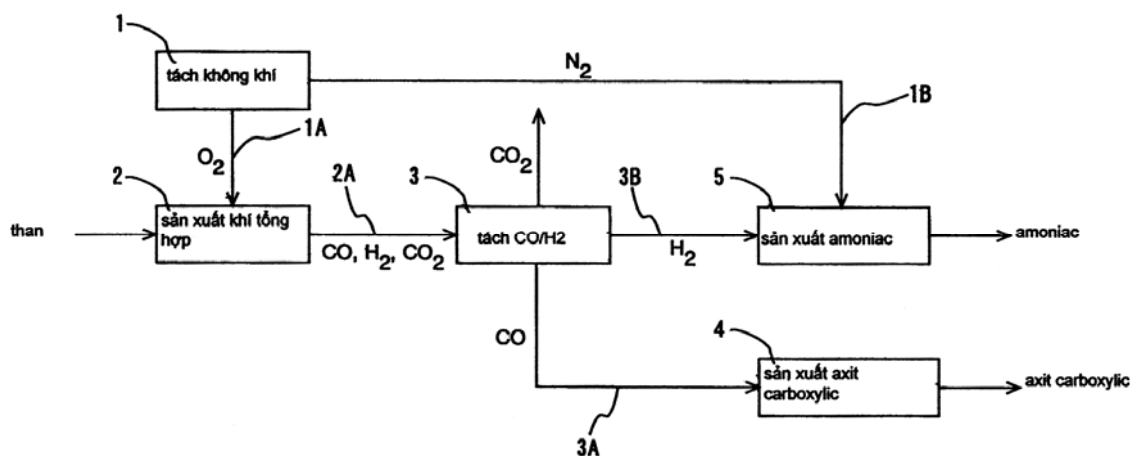 1
tách không khí
N2
1B
1A
O2
CO2
2
2A
3
3B
5
than
sản xuất khí tổng
hợp
tách CO/H2
sản xuất amoniac
amoniac
CO, H2, CO2
H2
CO
4
sản xuất axit
carboxylic
axit carboxylic
3A